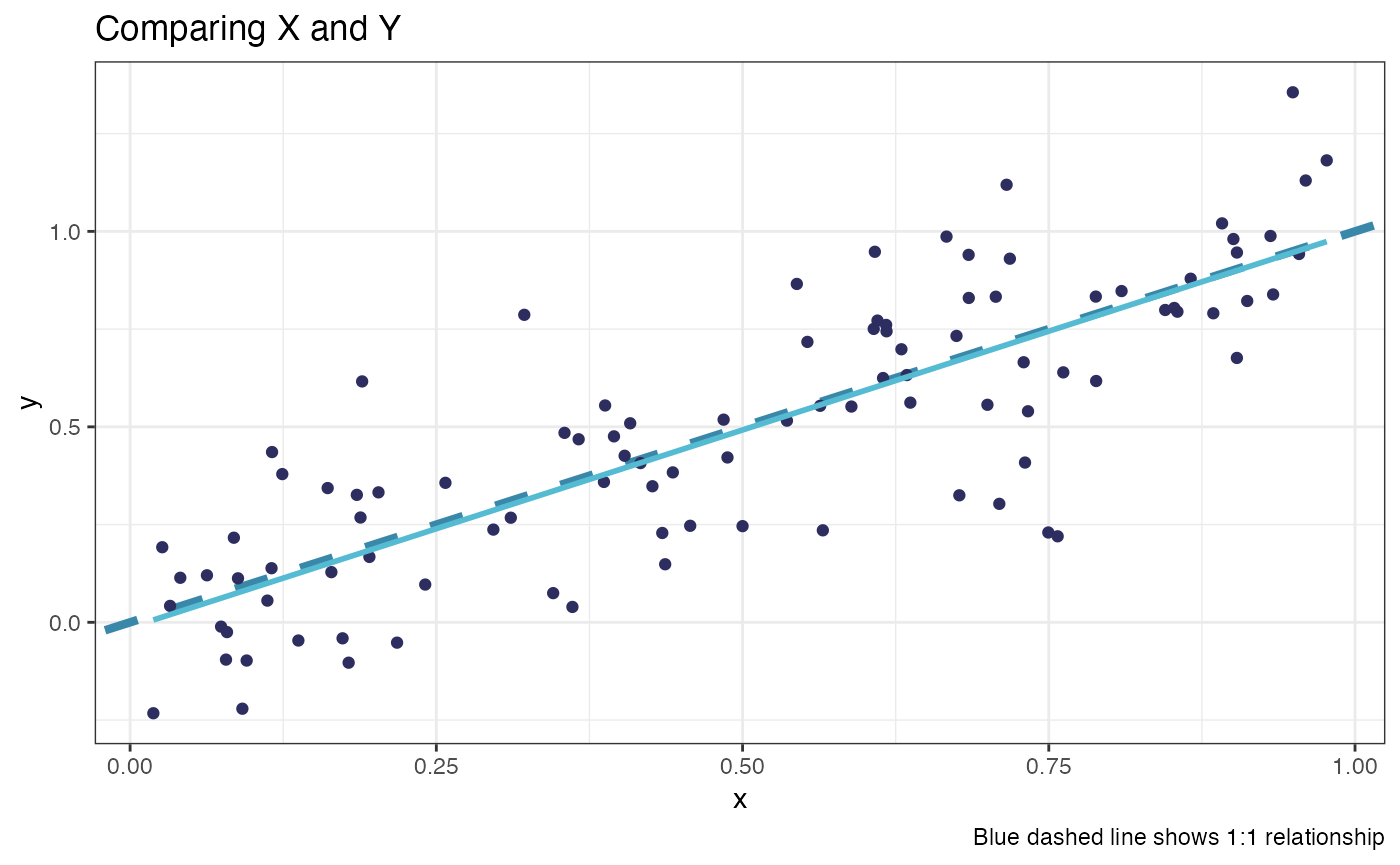 Comparing X and Y
1.0
0.5
0.0
y
0.00 0.25 0.50 0.75 1.00
x
Blue dashed line shows 1:1 relationship